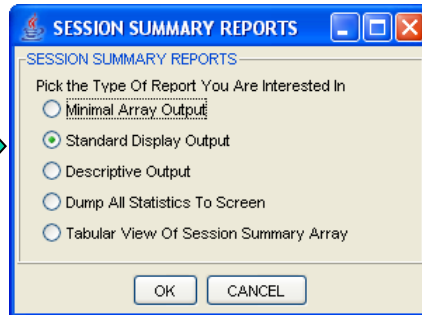 SESSION SUMMARY REPORTS
SESSION SUMMARY REPORTS
Pick the Type Of Report You Are Interested In
Minimal Array Output
Standard Display Output
Descriptive Output
Dump All Statistics To Screen
Tabular View Of Session Summary Array
OK CANCEL